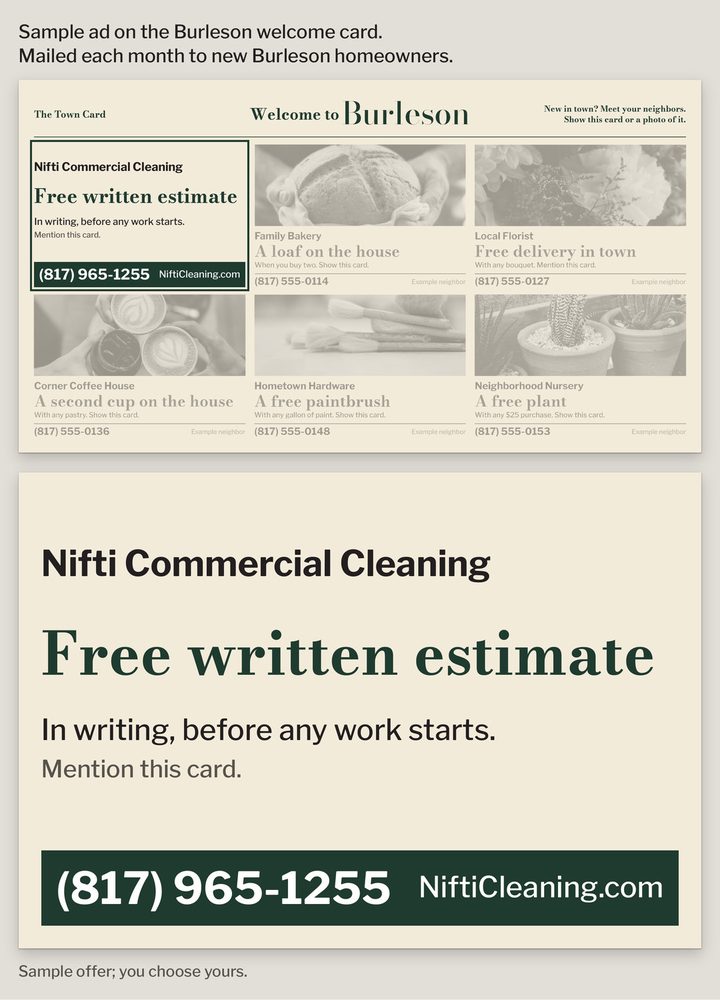 Sample ad on the Burleson welcome card.
Mailed each month to new Burleson homeowners.
The Town Card
Welcome to Burleson
New in town? Meet your neighbors.
Show this card or a photo of it.
Nifti Commercial Cleaning
Free written estimate
In writing, before any work starts.
Mention this card.
(817) 965-1255 NiftiCleaning.com
Family Bakery
A loaf on the house
When you buy two. Show this card.
(817) 555-0114 Example neighbor
Local Florist
Free delivery in town
With any bouquet. Mention this card.
(817) 555-0127 Example neighbor
Corner Coffee House
A second cup on the house
With any pastry. Show this card.
(817) 555-0136 Example neighbor
Hometown Hardware
A free paintbrush
With any gallon of paint. Show this card.
(817) 555-0148 Example neighbor
Neighborhood Nursery
A free plant
With any $25 purchase. Show this card.
(817) 555-0153 Example neighbor
Nifti Commercial Cleaning
Free written estimate
In writing, before any work starts.
Mention this card.
(817) 965-1255 NiftiCleaning.com
Sample offer; you choose yours.